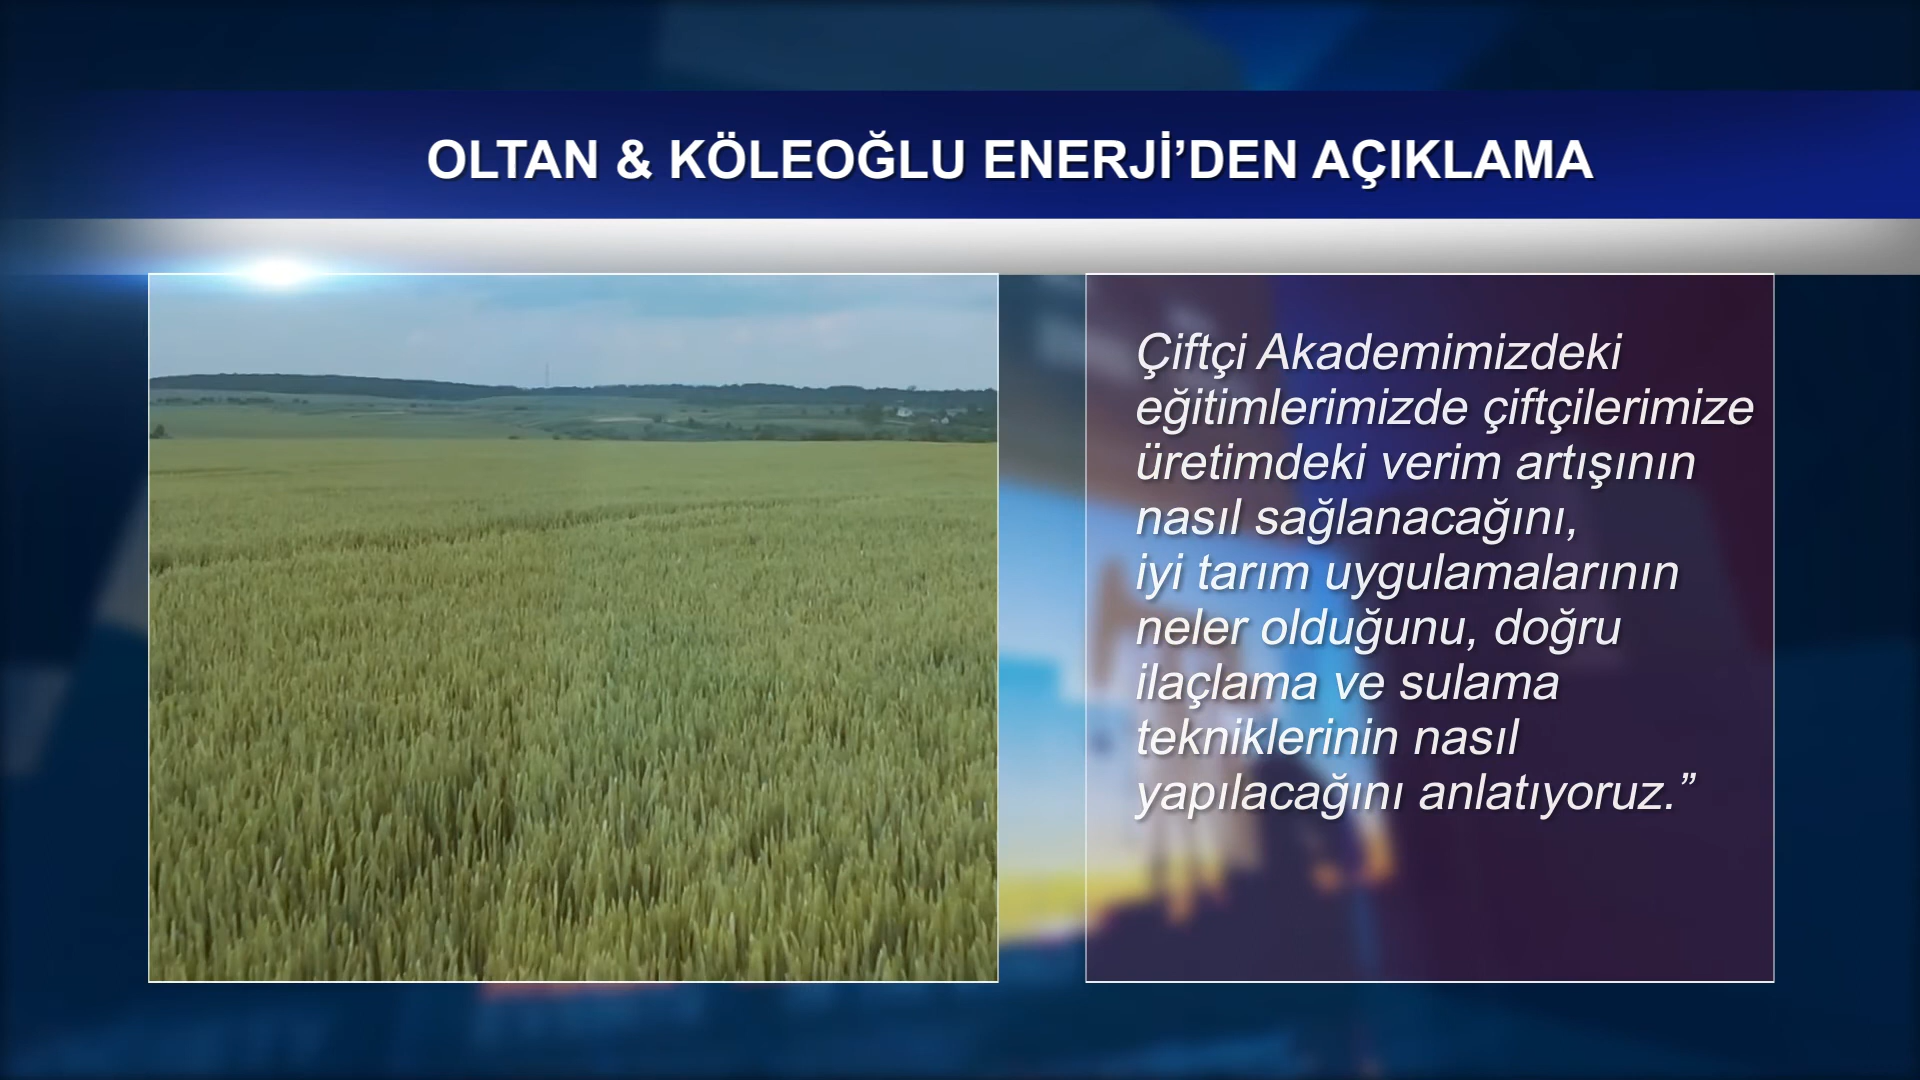 OLTAN & KÖLEOĞLU ENERJİ’DEN AÇIKLAMA
Çiftçi Akademimizdeki
eğitimlerimizde çiftçilerimize
üretimdeki verim artışının
nasıl sağlanacağını,
iyi tarım uygulamalarının
neler olduğunu, doğru
ilaçlama ve sulama
tekniklerinin nasıl
yapılacağını anlatıyoruz.”